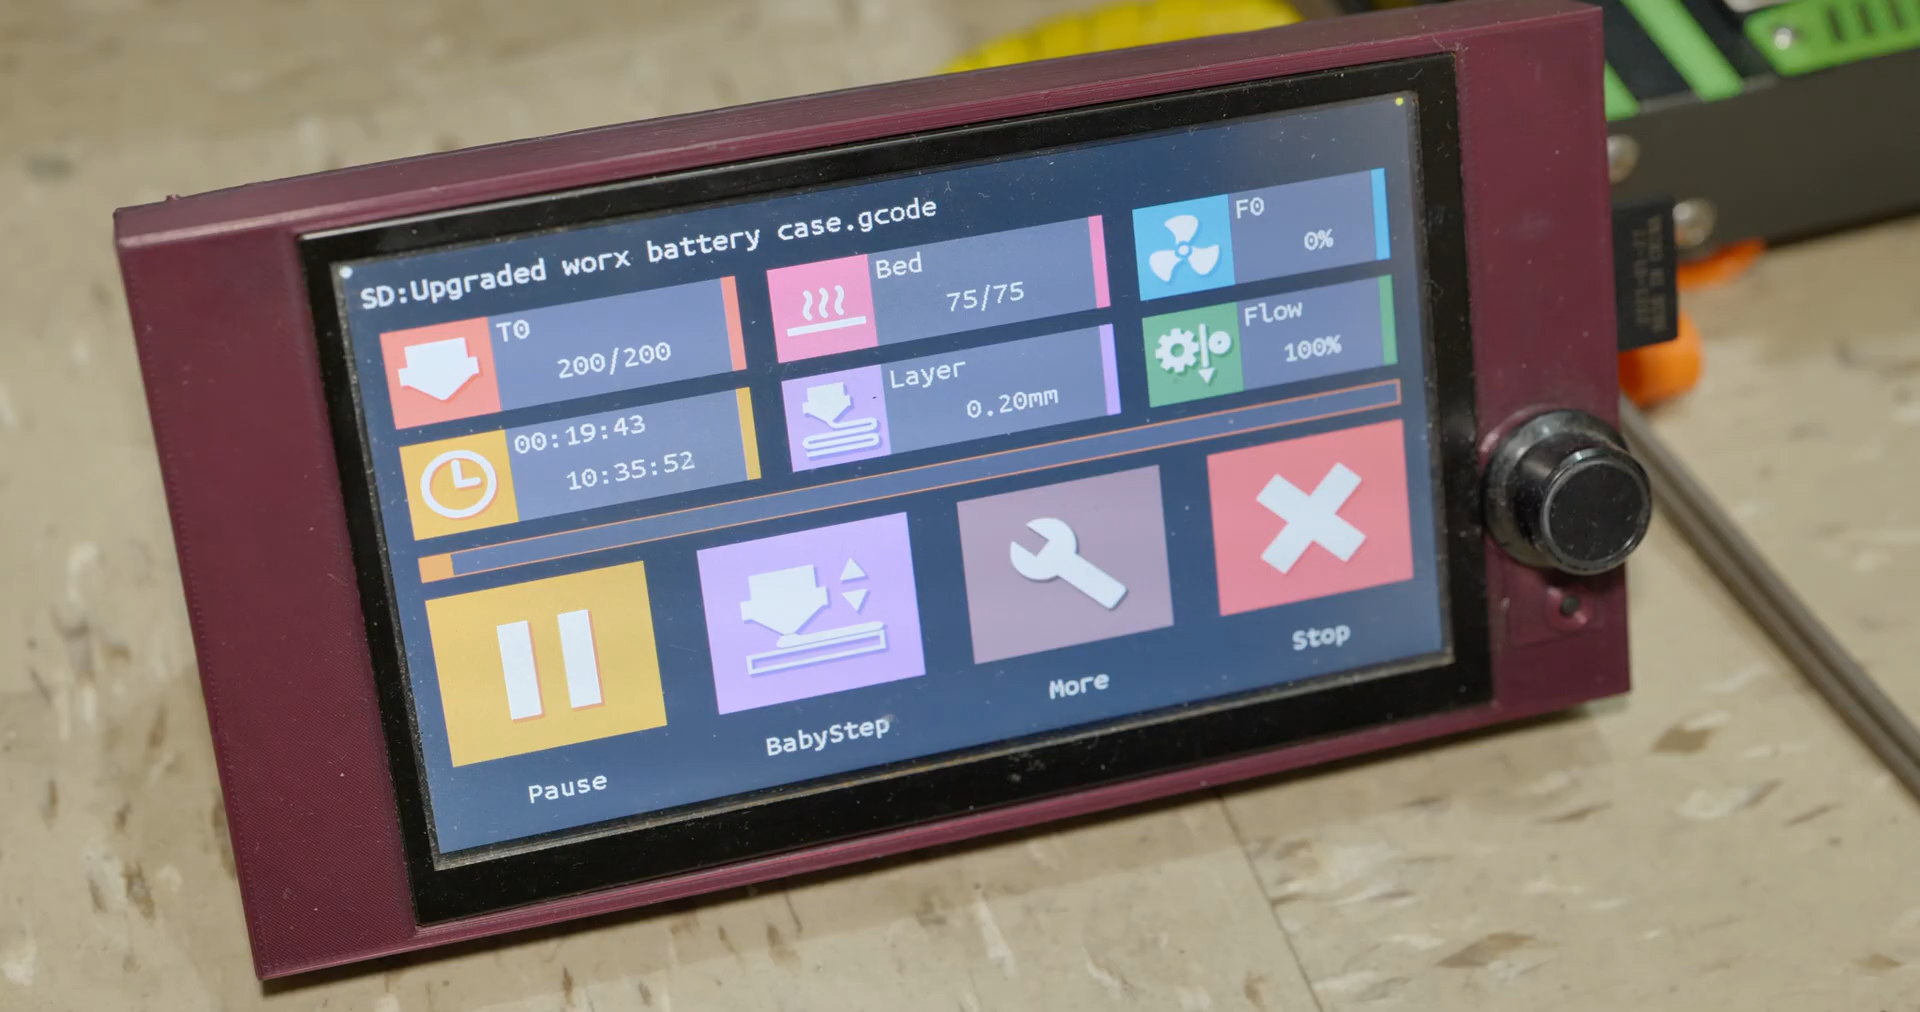 SD:Upgraded worx battery case.gcode
T0
200/200
Bed
75/75
F0
0%
00:19:43
10:35:52
Layer
0.20mm
Flow
100%
Pause
BabyStep
More
Stop